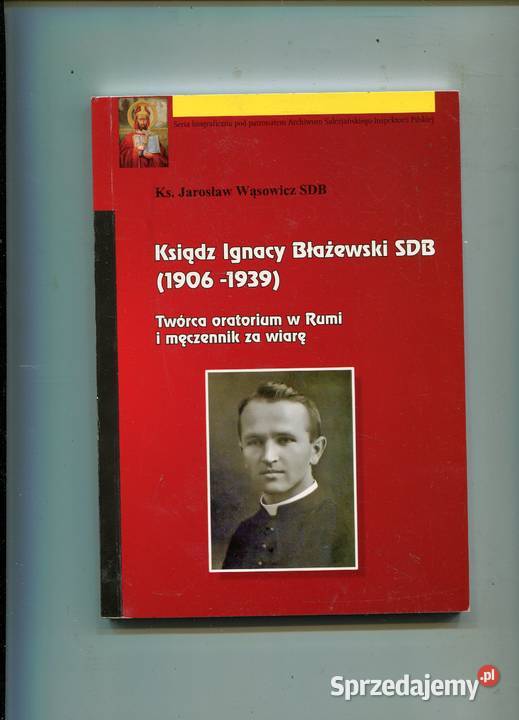 Seria biograficzna pod patronatem Archiwum Salezjańskiego Inspektorii Pilskiej
Ks. Jarosław Wąsowicz SDB
Ksiądz Ignacy Błażewski SDB
(1906 -1939)
Twórca oratorium w Rumi
i męczennik za wiarę
Sprzedajemy.pl